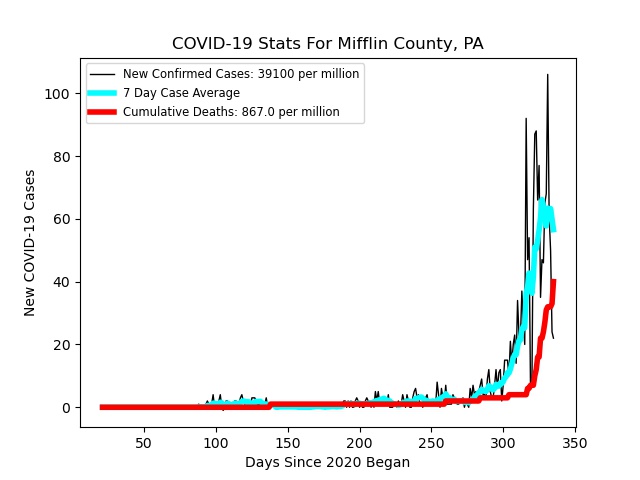 COVID-19 Stats For Mifflin County, PA
New Confirmed Cases: 39100 per million
7 Day Case Average
Cumulative Deaths: 867.0 per million
New COVID-19 Cases
100
80
60
40
20
0
50 100 150 200 250 300 350
Days Since 2020 Began